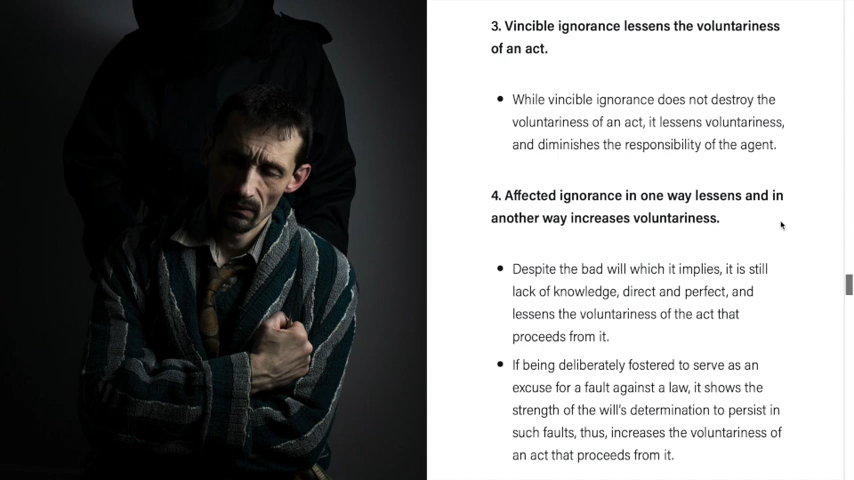 3. Vincible ignorance lessens the voluntariness
of an act.
● While vincible ignorance does not destroy the
voluntariness of an act, it lessens voluntariness,
and diminishes the responsibility of the agent.
4. Affected ignorance in one way lessens and in
another way increases voluntariness.
● Despite the bad will which it implies, it is still
lack of knowledge, direct and perfect, and
lessens the voluntariness of the act that
proceeds from it.
● If being deliberately fostered to serve as an
excuse for a fault against a law, it shows the
strength of the will's determination to persist in
such faults, thus, increases the voluntariness of
an act that proceeds from it.